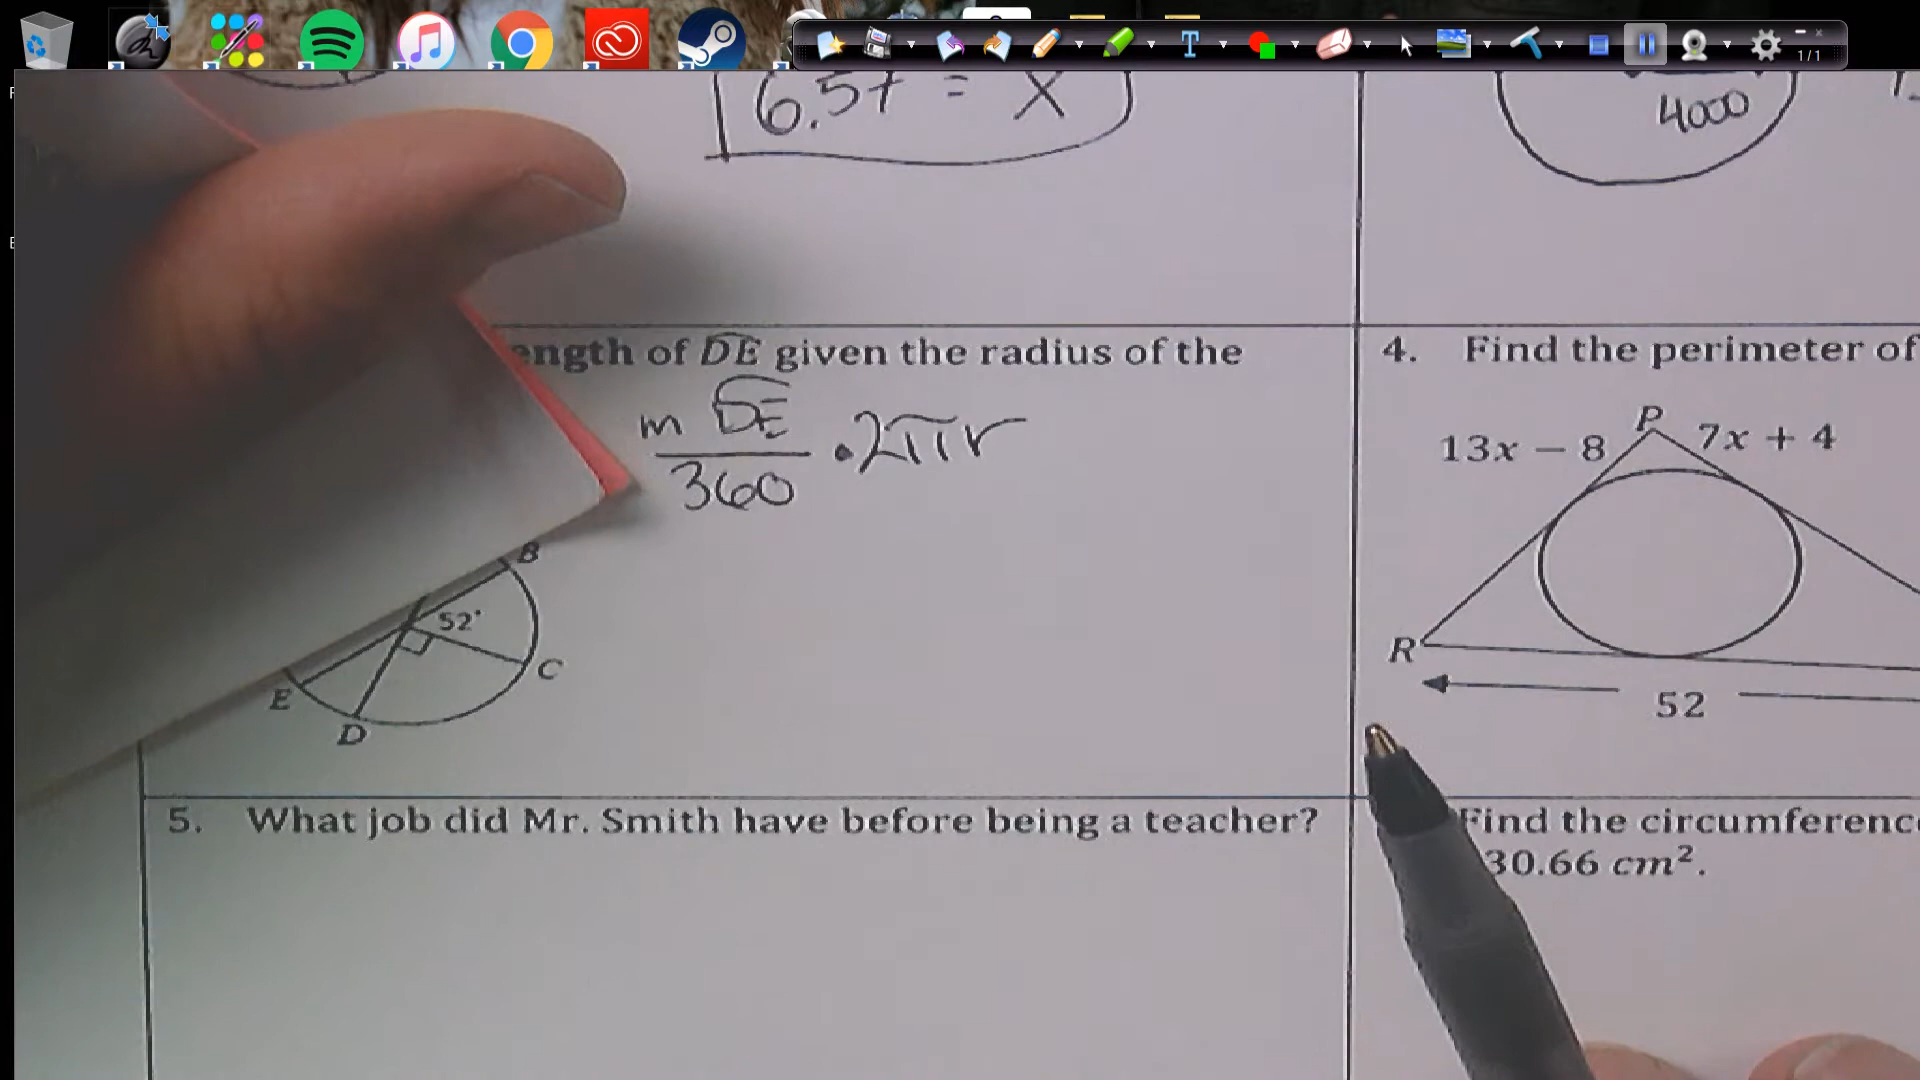 1/1
6.57 = X
4000
ength of DE given the radius of the
m DE
360
• 2πr
B
52°
C
E
D
4. Find the perimeter of
P
13x − 8
7x + 4
R
52
5. What job did Mr. Smith have before being a teacher?
Find the circumferenc
30.66 cm².